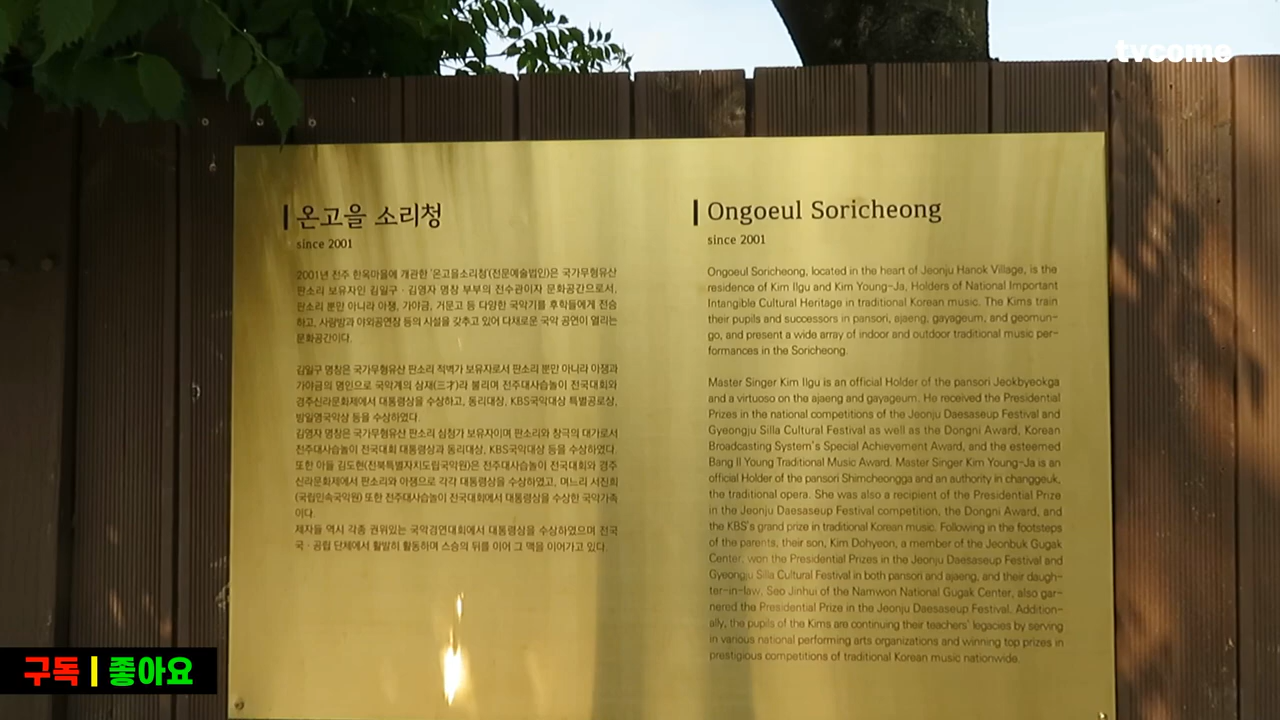 tvcome
온고을 소리청
since 2001
2001년 전주 한옥마을에 개관한 '온고을소리청'(전문예술법인)은 국가무형유산
판소리 보유자인 김일구 · 김영자 명창 부부의 전수관이자 문화공간으로서,
판소리 뿐만 아니라 아쟁, 가야금, 거문고 등 다양한 국악기를 후학들에게 전승
하고, 사랑방과 야외공연장 등의 시설을 갖추고 있어 다채로운 국악 공연이 열리는
문화공간이다.
김일구 명창은 국가무형유산 판소리 적벽가 보유자로서 판소리 뿐만 아니라 아쟁과
가야금의 명인으로 국악계의 삼재(三才)라 불리며 전주대사습놀이 전국대회와
경주신라문화제에서 대통령상을 수상하고, 동리대상, KBS국악대상 특별공로상,
방일영국악상 등을 수상하였다.
김영자 명창은 국가무형유산 판소리 심청가 보유자이며 판소리와 창극의 대가로서
전주대사습놀이 전국대회 대통령상과 동리대상, KBS국악대상 등을 수상하였다.
또한 아들 김도현(전북특별자치도립국악원)은 전주대사습놀이 전국대회와 경주
신라문화제에서 판소리와 아쟁으로 각각 대통령상을 수상하였고, 며느리 서진희
(국립민속국악원) 또한 전주대사습놀이 전국대회에서 대통령상을 수상한 국악가족
이다.
제자들 역시 각종 권위있는 국악경연대회에서 대통령상을 수상하였으며 전국
국 · 공립 단체에서 활발히 활동하며 스승의 뒤를 이어 그 맥을 이어가고 있다.
Ongoeul Soricheong
since 2001
Ongoeul Soricheong, located in the heart of Jeonju Hanok Village, is the
residence of Kim Ilgu and Kim Young-Ja, Holders of National Important
Intangible Cultural Heritage in traditional Korean music. The Kims train
their pupils and successors in pansori, ajaeng, gayageum, and geomun-
go, and present a wide array of indoor and outdoor traditional music per-
formances in the Soricheong.
Master Singer Kim Ilgu is an official Holder of the pansori Jeokbyeokga
and a virtuoso on the ajaeng and gayageum. He received the Presidential
Prizes in the national competitions of the Jeonju Daesaseup Festival and
Gyeongju Silla Cultural Festival as well as the Dongni Award, Korean
Broadcasting System's Special Achievement Award, and the esteemed
Bang Il Young Traditional Music Award. Master Singer Kim Young-Ja is an
official Holder of the pansori Shimcheongga and an authority in changgeuk,
the traditional opera. She was also a recipient of the Presidential Prize
in the Jeonju Daesaseup Festival competition, the Dongni Award, and
the KBS's grand prize in traditional Korean music. Following in the footsteps
of the parents, their son, Kim Dohyeon, a member of the Jeonbuk Gugak
Center, won the Presidential Prizes in the Jeonju Daesaseup Festival and
Gyeongju Silla Cultural Festival in both pansori and ajaeng, and their daugh-
ter-in-law, Seo Jinhui of the Namwon National Gugak Center, also gar-
nered the Presidential Prize in the Jeonju Daesaseup Festival. Addition-
ally, the pupils of the Kims are continuing their teachers' legacies by serving
in various national performing arts organizations and winning top prizes in
prestigious competitions of traditional Korean music nationwide.
구독 | 좋아요